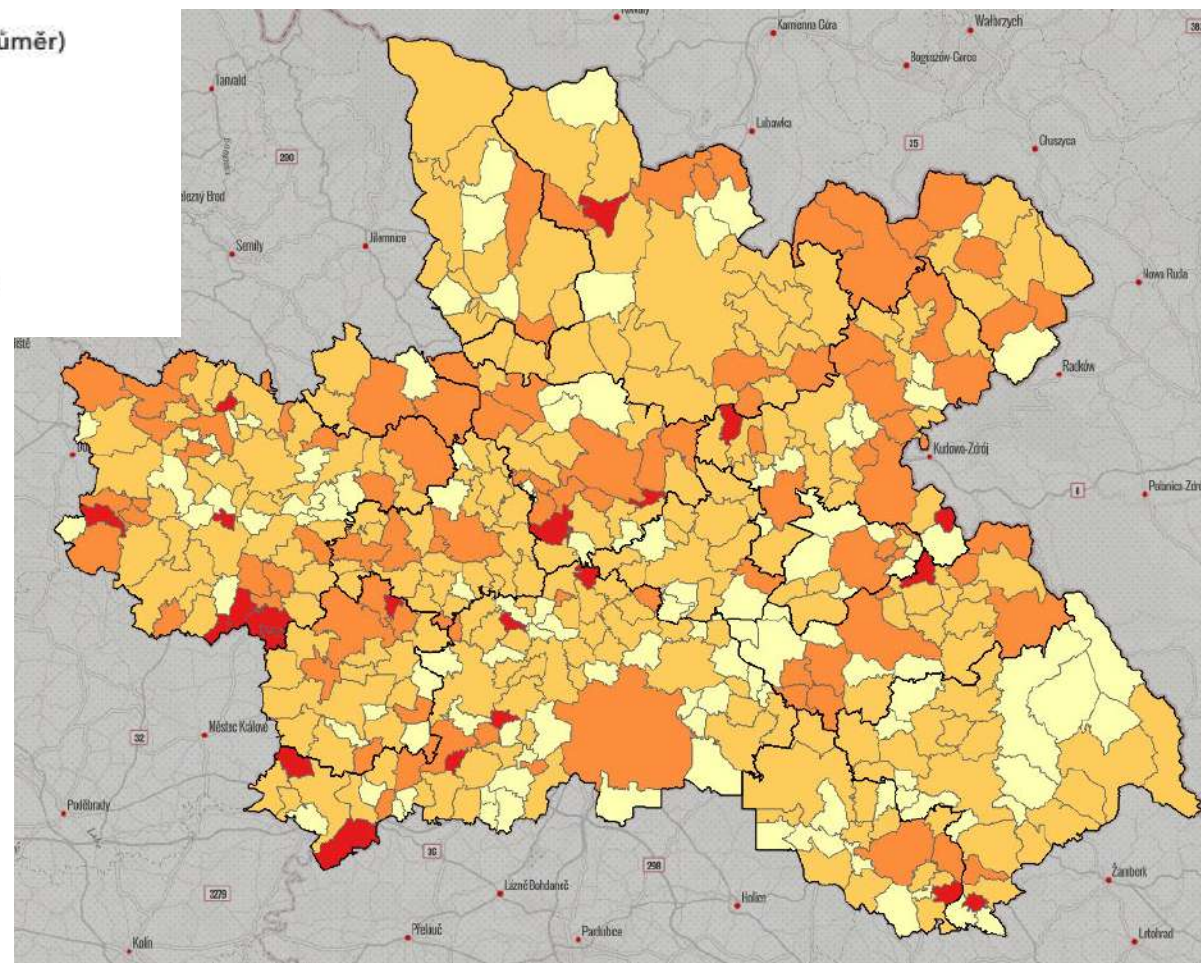 ůměr)
Kamienna Góra
Wałbrzych
Boguszów-Gorce
Tanvald
Lubawka
35
Głuszyca
290
Semily
Jilemnice
Nowa Ruda
Radków
Kudowa-Zdrój
8
Polanica-Zdrój
Městec Králové
32
Poděbrady
36
298
Žamberk
3279
Lázně Bohdaneč
Holice
Přelouč
Pardubice
Kolín
Letohrad